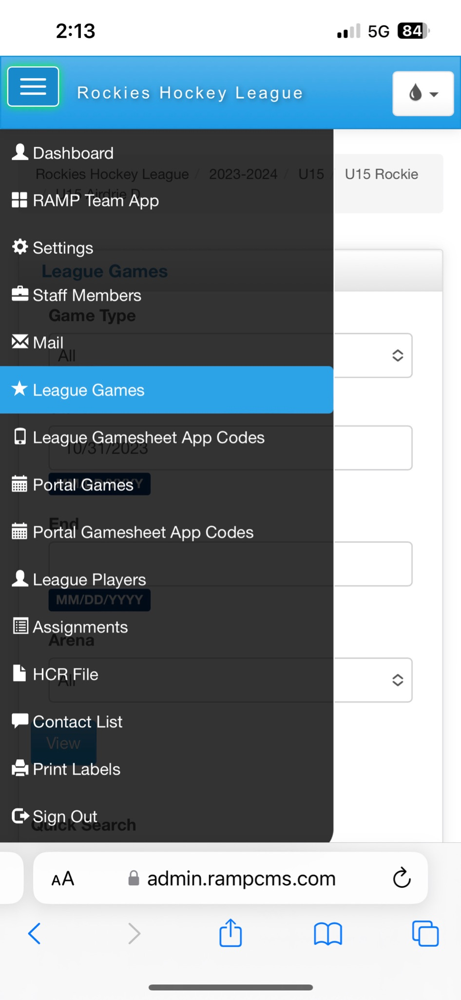 2:13
5G 84
Rockies Hockey League
Dashboard
Rockies Hockey League / 2023-2024 / U15 / U15 Rockie
/ U15 Airdrie D
RAMP Team App
Settings
League Games
Staff Members
Game Type
Mail
All
League Games
League Gamesheet App Codes
10/31/2023
Portal Games
MM/DD/YYYY
End
Portal Gamesheet App Codes
League Players
MM/DD/YYYY
Assignments
Arena
HCR File
All
Contact List
View
Print Labels
Sign Out
Quick Search
AA admin.rampcms.com